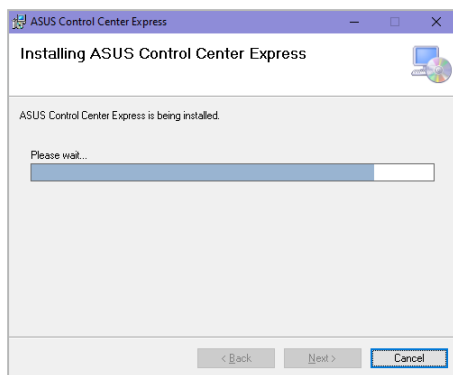 ASUS Control Center Express
Installing ASUS Control Center Express
ASUS Control Center Express is being installed.
Please wait...
< Back Next > Cancel